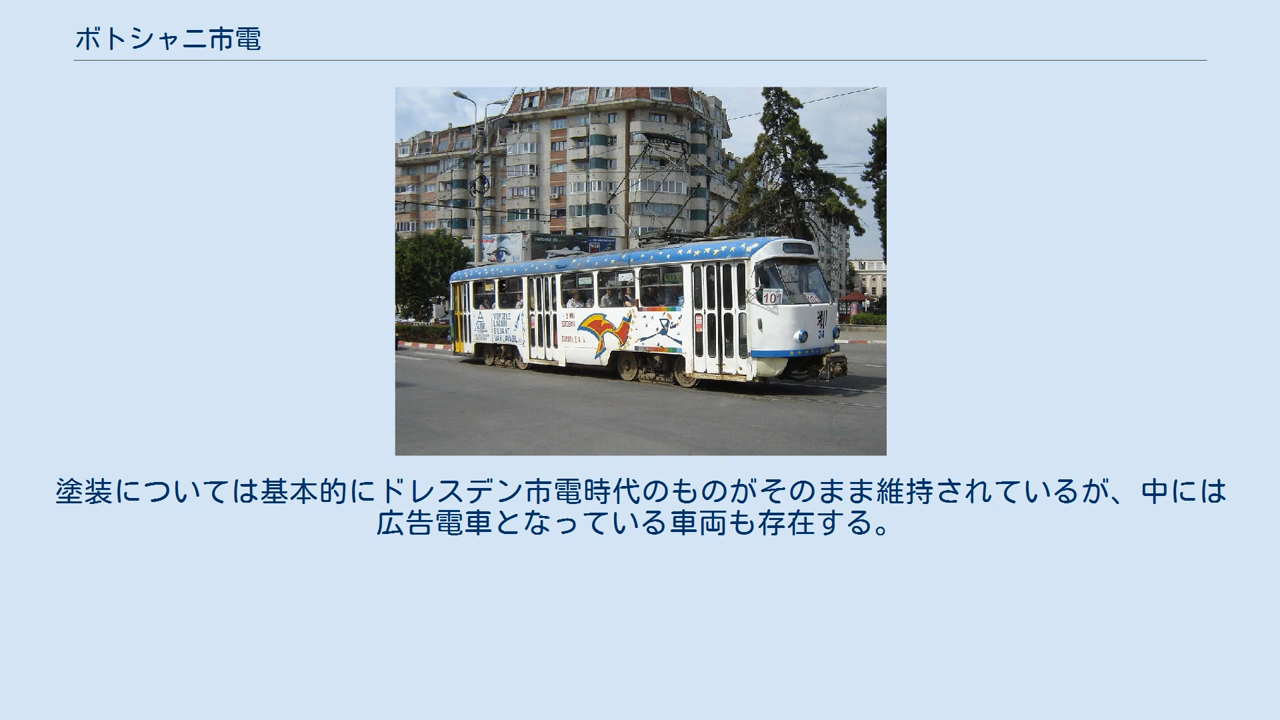 ボトシャニ市電
101
24
塗装については基本的にドレスデン市電時代のものがそのまま維持されているが、中には
広告電車となっている車両も存在する。